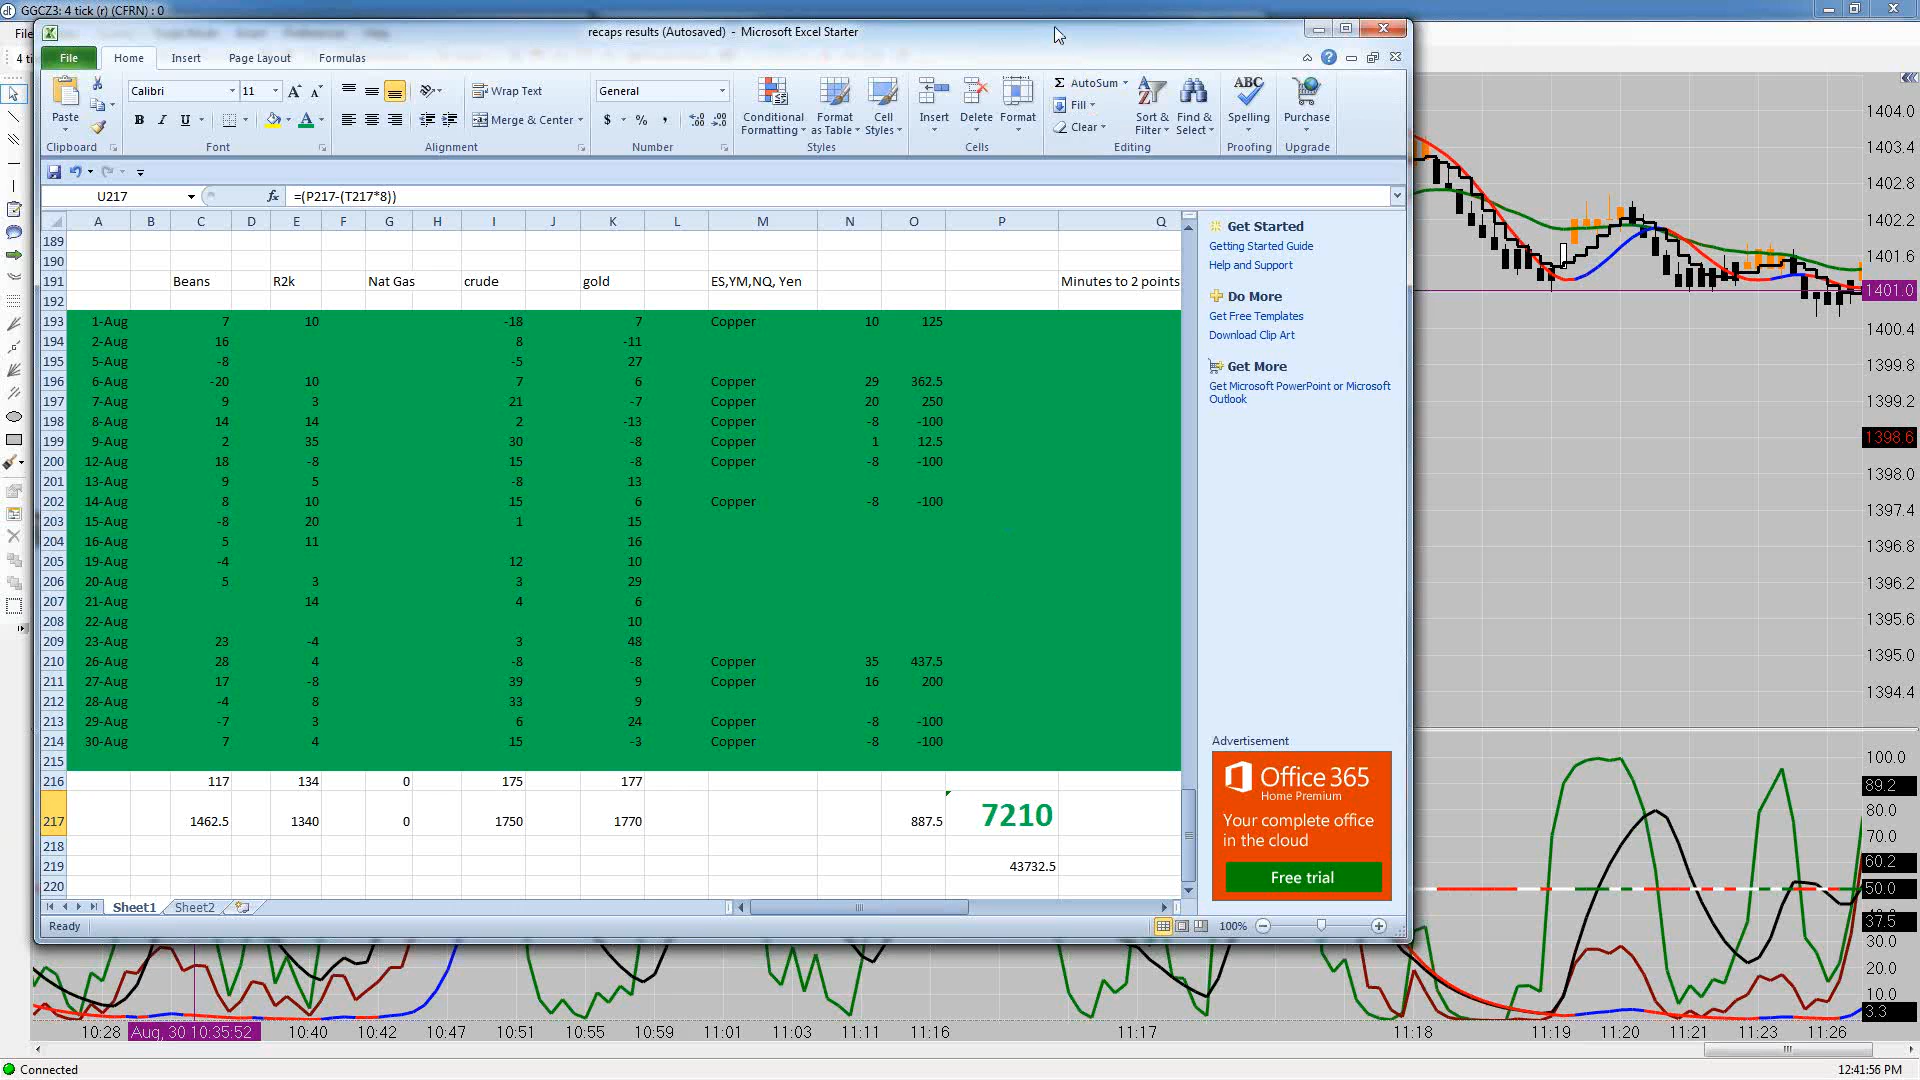 GGCZ3: 4 tick (r) (CFRN) : 0
recaps results (Autosaved) - Microsoft Excel Starter
File Home Insert Page Layout Formulas
Paste Calibri 11 Wrap Text General Conditional Formatting Format as Table Cell Styles Insert Delete Format AutoSum Fill Clear Sort & Filter Find & Select Spelling Purchase
B I U Merge & Center $ % ,
Clipboard Font Alignment Number Styles Cells Editing Proofing Upgrade
U217 fx =(P217-(T217*8))
A B C D E F G H I J K L M N O P Q
189
190
191 Beans R2k Nat Gas crude gold ES,YM,NQ, Yen Minutes to 2 points
192
193 1-Aug 7 10 -18 7 Copper 10 125
194 2-Aug 16 8 -11
195 5-Aug -8 -5 27
196 6-Aug -20 10 7 6 Copper 29 362.5
197 7-Aug 9 3 21 -7 Copper 20 250
198 8-Aug 14 14 2 -13 Copper -8 -100
199 9-Aug 2 35 30 -8 Copper 1 12.5
200 12-Aug 18 -8 15 -8 Copper -8 -100
201 13-Aug 9 5 -8 13
202 14-Aug 8 10 15 6 Copper -8 -100
203 15-Aug -8 20 1 15
204 16-Aug 5 11 16
205 19-Aug -4 12 10
206 20-Aug 5 3 3 29
207 21-Aug 14 4 6
208 22-Aug 10
209 23-Aug 23 -4 3 48
210 26-Aug 28 4 -8 -8 Copper 35 437.5
211 27-Aug 17 -8 39 9 Copper 16 200
212 28-Aug -4 8 33 9
213 29-Aug -7 3 6 24 Copper -8 -100
214 30-Aug 7 4 15 -3 Copper -8 -100
215
216 117 134 0 175 177
217 1462.5 1340 0 1750 1770 887.5 7210
218
219 43732.5
220
Sheet1 Sheet2
Ready 100%
Get Started
Getting Started Guide
Help and Support
Do More
Get Free Templates
Download Clip Art
Get More
Get Microsoft PowerPoint or Microsoft
Outlook
Advertisement
Office 365
Home Premium
Your complete office
in the cloud
Free trial
1404.0
1403.4
1402.8
1402.2
1401.6
1401.0
1400.4
1399.8
1399.2
1398.6
1398.0
1397.4
1396.8
1396.2
1395.6
1395.0
1394.4
100.0
89.2
80.0
70.0
60.2
50.0
37.5
30.0
20.0
10.0
3.3
10:28 Aug, 30 10:35:52 10:40 10:42 10:47 10:51 10:55 10:59 11:01 11:03 11:11 11:16 11:17 11:18 11:19 11:20 11:21 11:23 11:26
Connected 12:41:56 PM